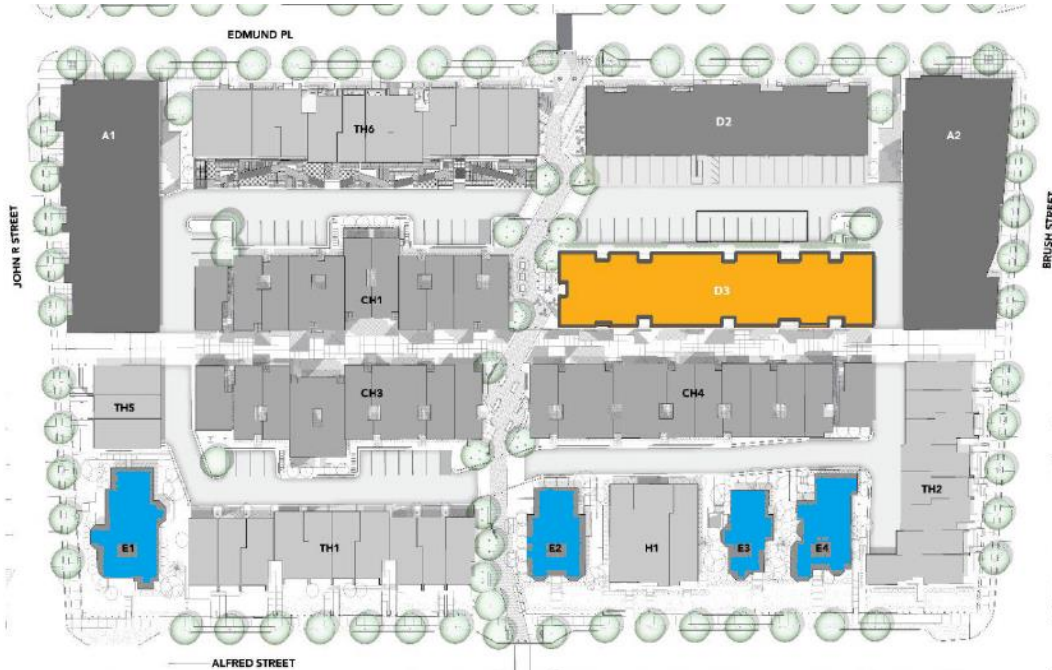 EDMUND PL
A1
TH6
D2
A2
JOHN R STREET
BRUSH STREET
CH1
D3
TH5
CH3
CH4
TH2
E1
TH1
E2
H1
E3
E4
ALFRED STREET